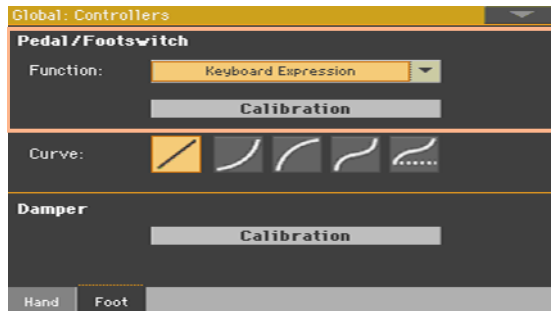 Global: Controllers
Pedal/Footswitch
Function: Keyboard Expression
Calibration
Curve:
Damper
Calibration
Hand Foot